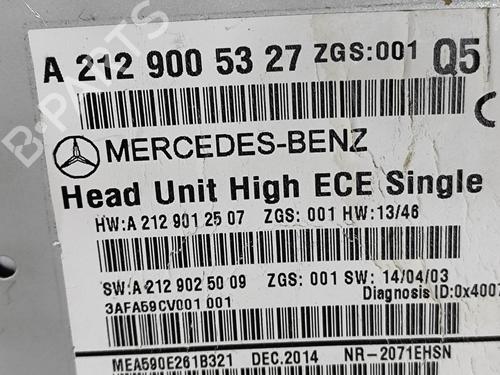 A 212 900 53 27 ZGS:001 Q5
C
MERCEDES-BENZ
Head Unit High ECE Single
HW:A 212 901 25 07 ZGS: 001 HW:13/46
SW:A 212 902 50 09 ZGS: 001 SW: 14/04/03
3AFA59CV001 001 Diagnosis ID:0x4007
MEA590E261B321 DEC.2014 NR-2071EHSN
B-PARTS